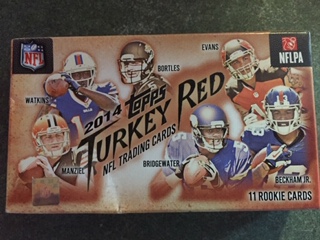 NFL
EVANS
NFLPA
BORTLES
WATKINS
2014 TOPPS
TURKEY RED
NFL TRADING CARDS
MANZIEL
BRIDGEWATER
BECKHAM JR.
11 ROOKIE CARDS